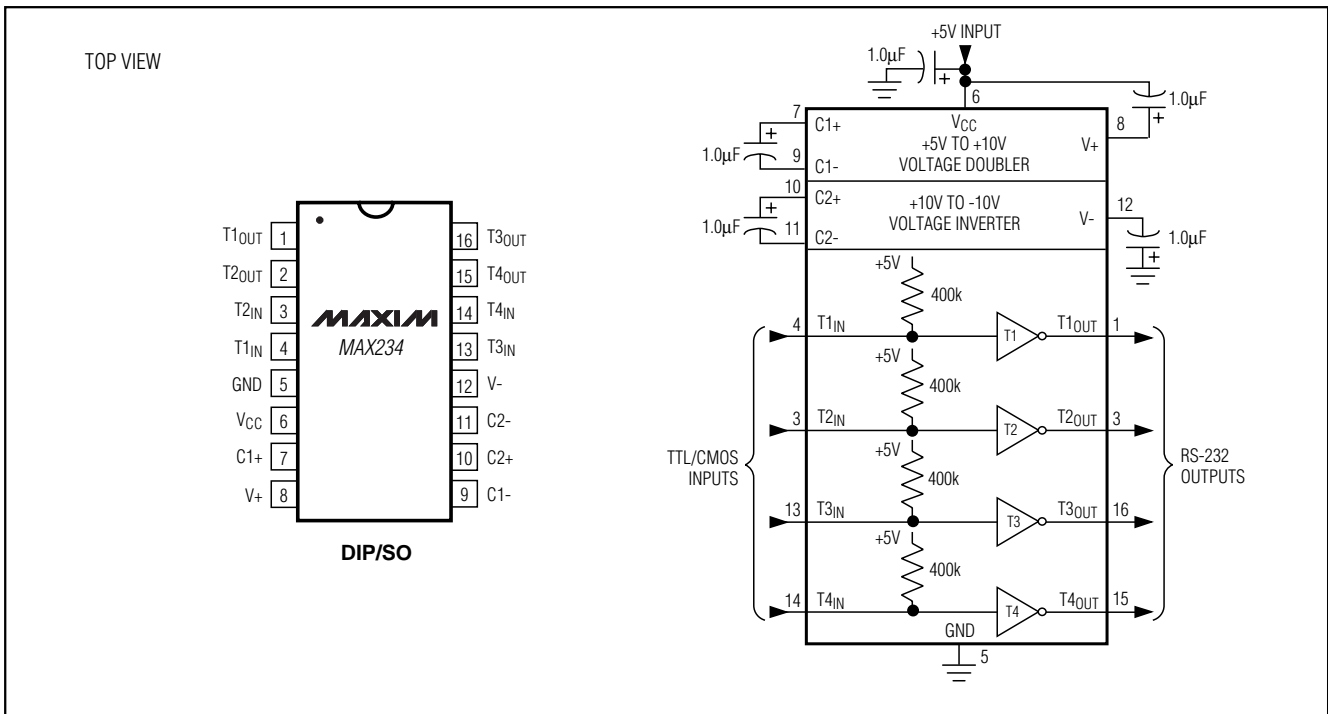 TOP VIEW
T1OUT 1
T2OUT 2
T2IN 3
T1IN 4
GND 5
VCC 6
C1+ 7
V+ 8
16 T3OUT
15 T4OUT
14 T4IN
13 T3IN
12 V-
11 C2-
10 C2+
9 C1-
MAXIM
MAX234
DIP/SO
+5V INPUT
1.0µF
+
6
1.0µF
+
7
C1+
VCC
+5V TO +10V
VOLTAGE DOUBLER
V+
8
1.0µF
+
9
C1-
10
C2+
+10V TO -10V
VOLTAGE INVERTER
V-
12
1.0µF
+
11
C2-
1.0µF
+
+5V
400k
4
T1IN
T1
T1OUT
1
+5V
400k
3
T2IN
T2
T2OUT
3
TTL/CMOS
INPUTS
RS-232
OUTPUTS
+5V
400k
13
T3IN
T3
T3OUT
16
+5V
400k
14
T4IN
T4
T4OUT
15
GND
5